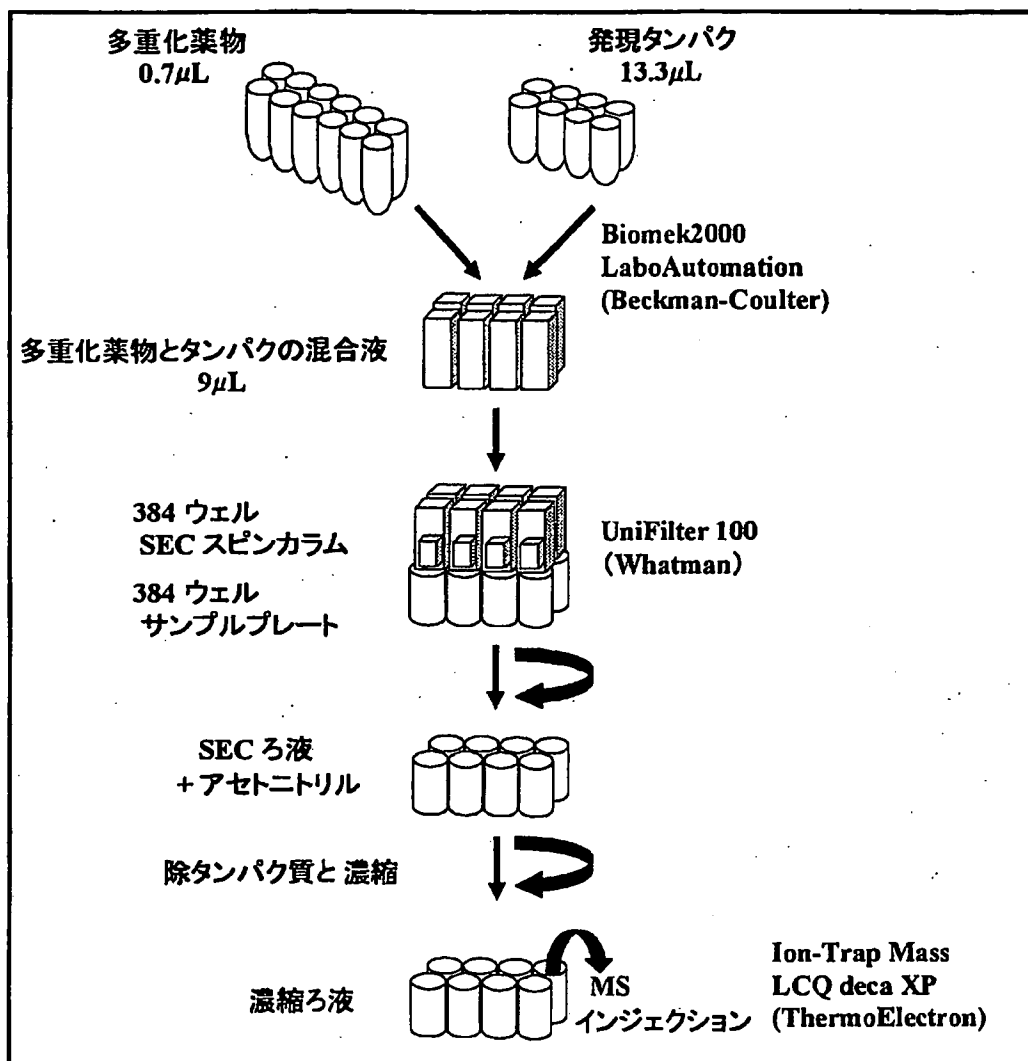 多重化薬物
0.7μL
発現タンパク
13.3μL
Biomek2000
LaboAutomation
(Beckman-Coulter)
多重化薬物とタンパクの混合液
9μL
384 ウェル
SEC スピンカラム
384 ウェル
サンプルプレート
UniFilter 100
(Whatman)
SEC ろ液
+ アセトニトリル
除タンパク質と 濃縮
濃縮ろ液
MS
インジェクション
Ion-Trap Mass
LCQ deca XP
(ThermoElectron)